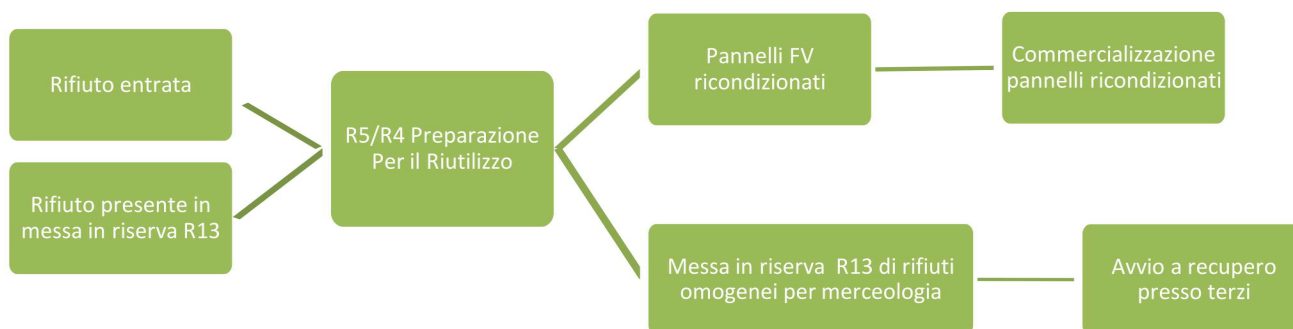 Rifiuto entrata
Rifiuto presente in
messa in riserva R13
R5/R4 Preparazione
Per il Riutilizzo
Pannelli FV
ricondizionati
Commercializzazione
pannelli ricondizionati
Messa in riserva  R13 di rifiuti
omogenei per merceologia
Avvio a recupero
presso terzi